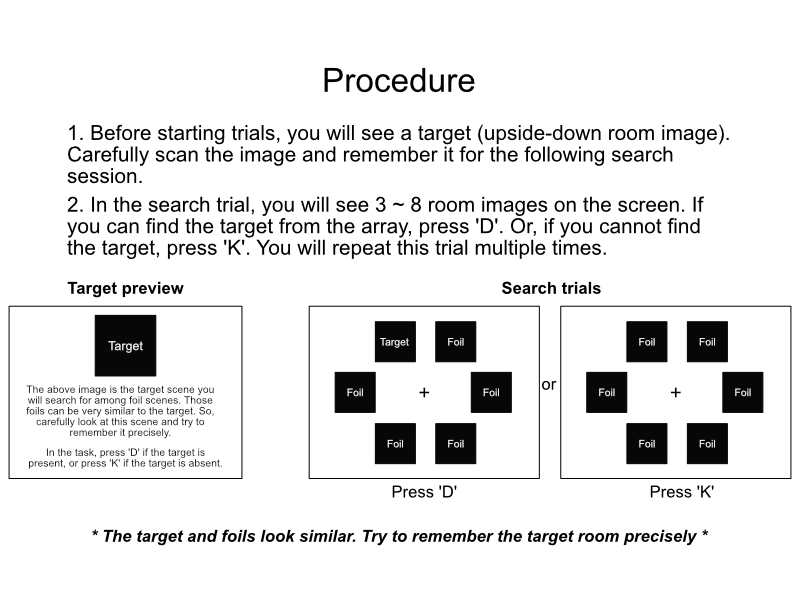 Procedure
1. Before starting trials, you will see a target (upside-down room image).
Carefully scan the image and remember it for the following search
session.
2. In the search trial, you will see 3 ~ 8 room images on the screen. If
you can find the target from the array, press 'D'. Or, if you cannot find
the target, press 'K'. You will repeat this trial multiple times.
Target preview
Search trials
Target
The above image is the target scene you
will search for among foil scenes. Those
foils can be very similar to the target. So,
carefully look at this scene and try to
remember it precisely.
In the task, press 'D' if the target is
present, or press 'K' if the target is absent.
Target Foil
Foil + Foil
Foil Foil
Press 'D'
or
Foil Foil
Foil + Foil
Foil Foil
Press 'K'
* The target and foils look similar. Try to remember the target room precisely *